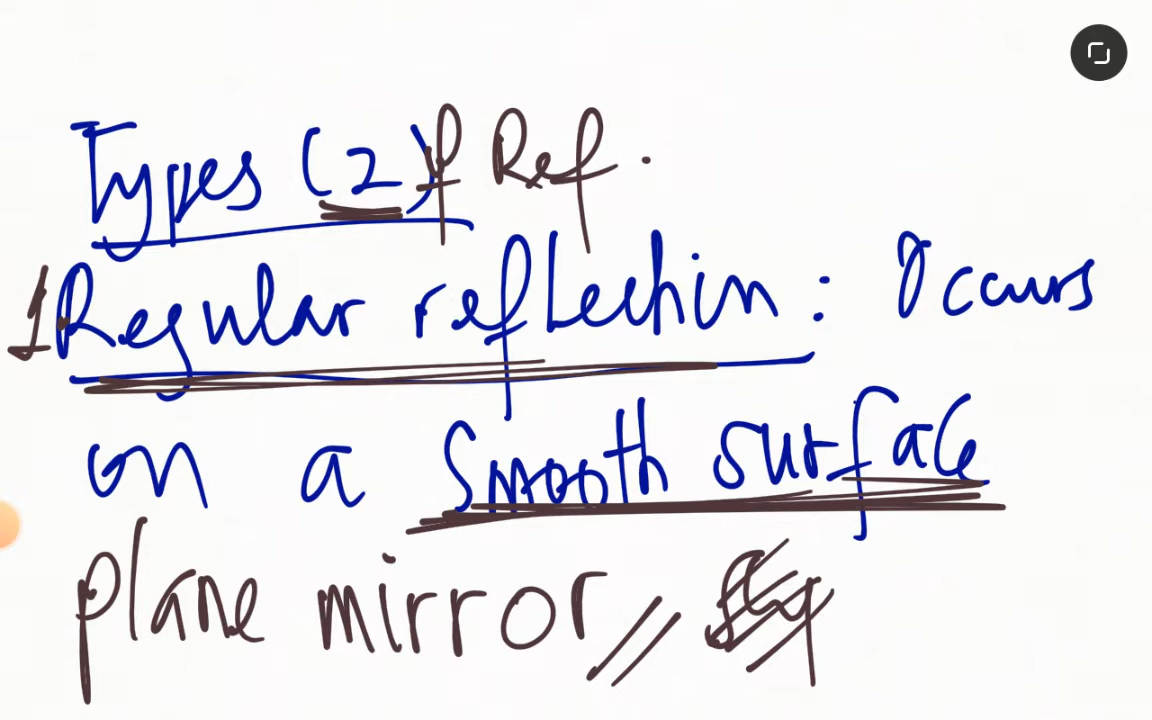 Types (2) of Ref.
1 Regular reflection: Occurs
on a smooth surface
plane mirror //